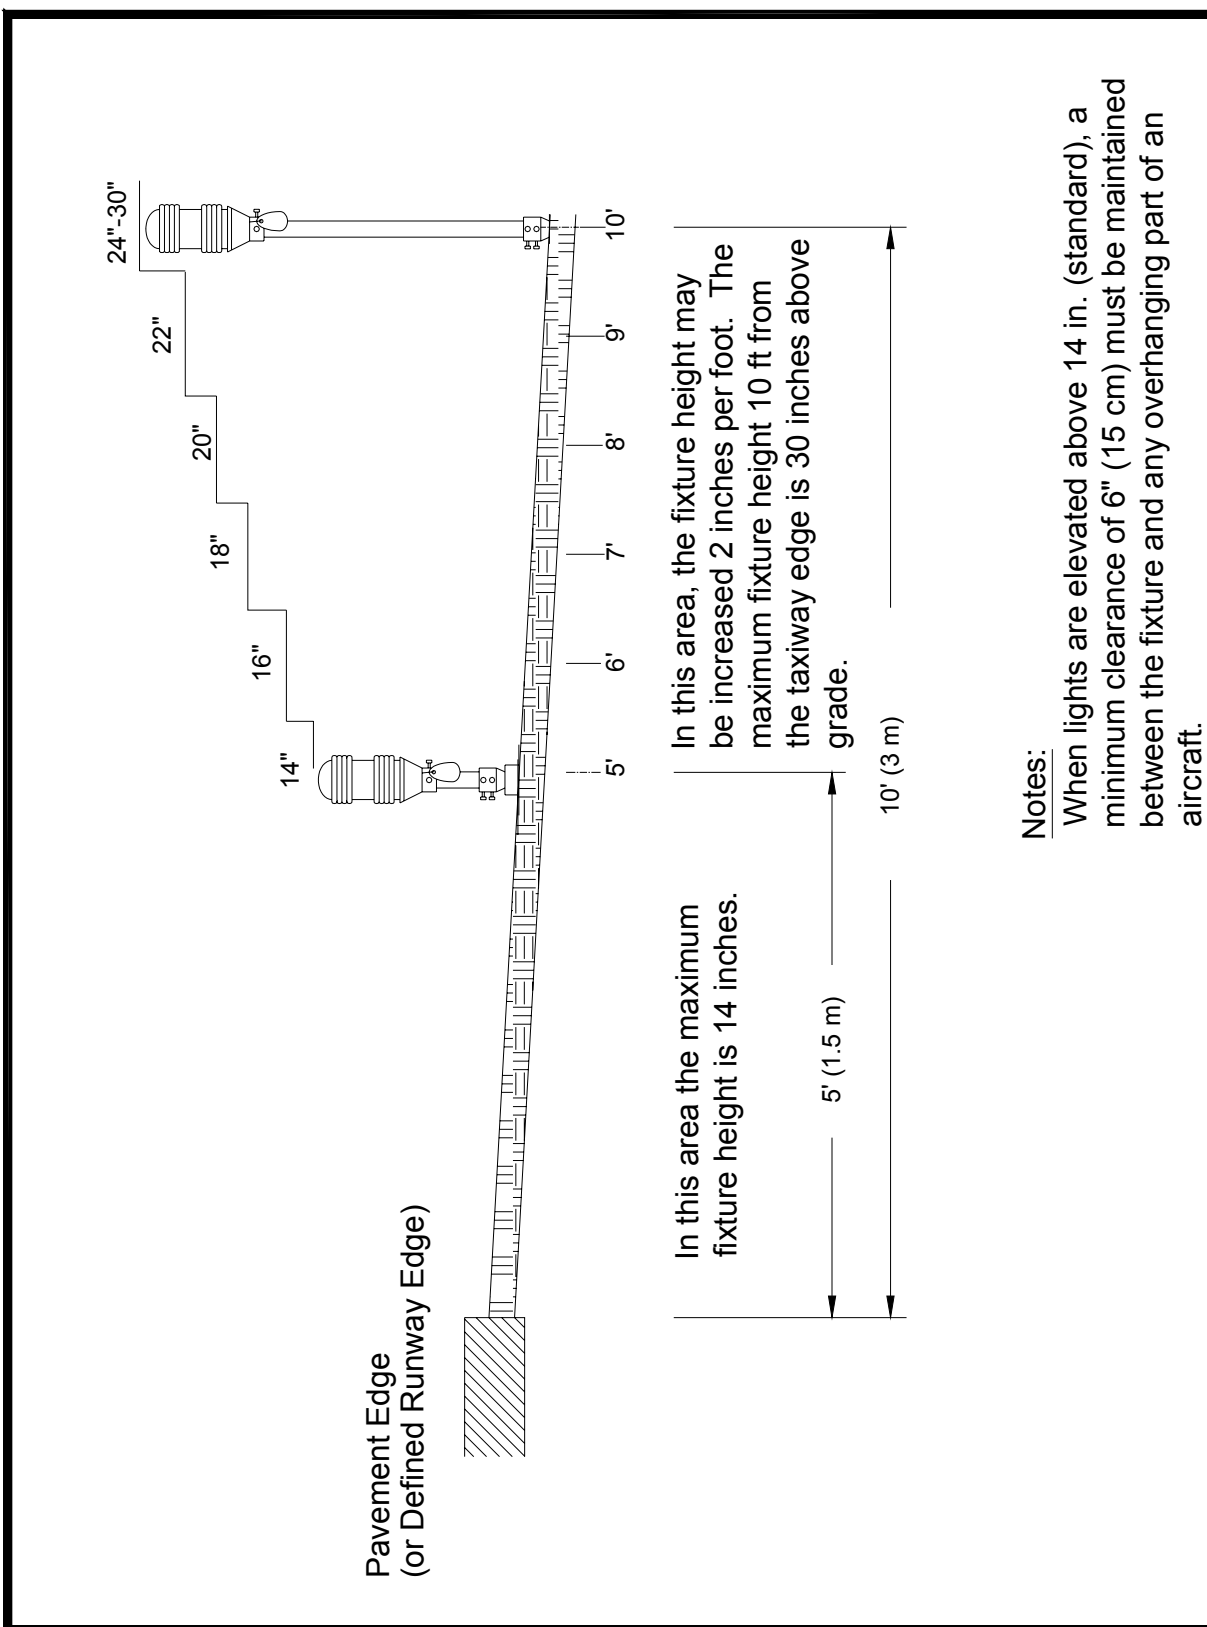 14"
16"
18"
20"
22"
24"-30"
Pavement Edge
(or Defined Runway Edge)
5'
6'
7'
8'
9'
10'
In this area the maximum
fixture height is 14 inches.
In this area, the fixture height may
be increased 2 inches per foot. The
maximum fixture height 10 ft from
the taxiway edge is 30 inches above
grade.
5' (1.5 m)
10' (3 m)
Notes:
When lights are elevated above 14 in. (standard), a
minimum clearance of 6" (15 cm) must be maintained
between the fixture and any overhanging part of an
aircraft.